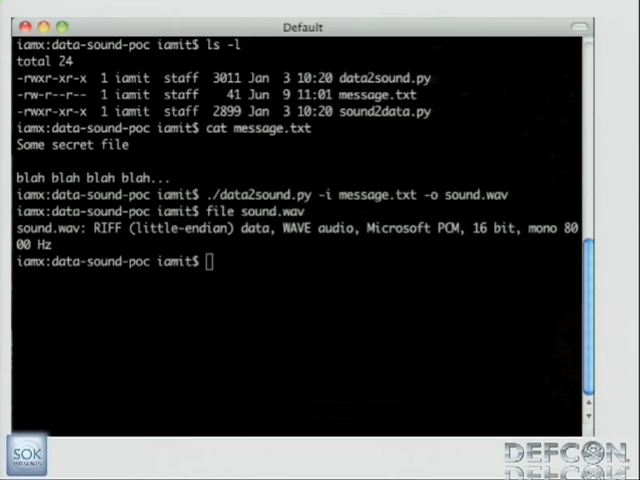 Default
iamx:data-sound-poc iamit$ ls -l
total 24
-rwxr-xr-x  1 iamit  staff  3011 Jan  3 10:20 data2sound.py
-rw-r--r--  1 iamit  staff    41 Jun  9 11:01 message.txt
-rwxr-xr-x  1 iamit  staff  2899 Jan  3 10:20 sound2data.py
iamx:data-sound-poc iamit$ cat message.txt
Some secret file
blah blah blah blah...
iamx:data-sound-poc iamit$ ./data2sound.py -i message.txt -o sound.wav
iamx:data-sound-poc iamit$ file sound.wav
sound.wav: RIFF (little-endian) data, WAVE audio, Microsoft PCM, 16 bit, mono 80
00 Hz
iamx:data-sound-poc iamit$
SOK
PRESENTS
DEFCON